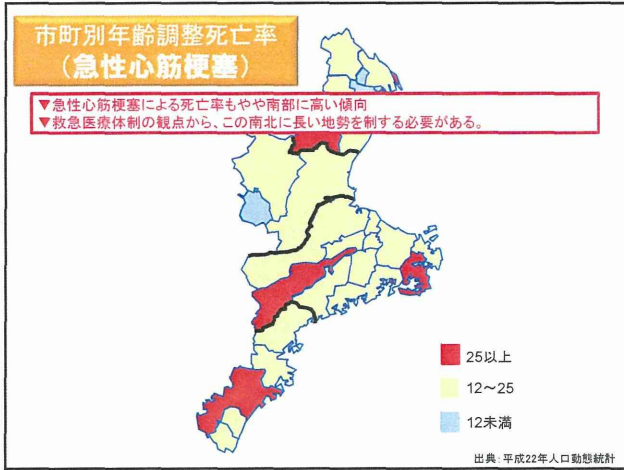 市町別年齢調整死亡率
（急性心筋梗塞）
▼急性心筋梗塞による死亡率もやや南部に高い傾向
▼救急医療体制の観点から、この南北に長い地勢を制する必要がある。
25以上
12～25
12未満
出典：平成22年人口動態統計